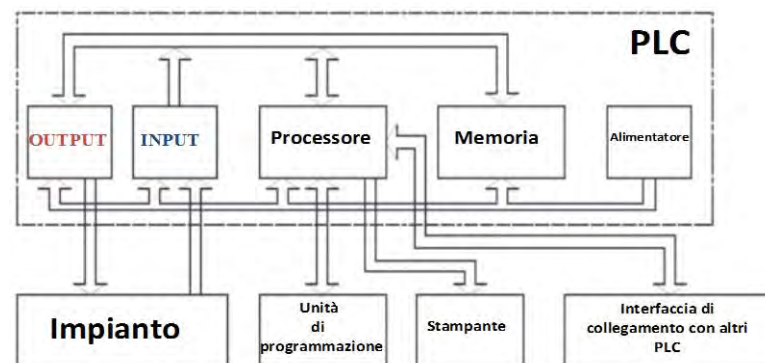 PLC
OUTPUT
INPUT
Processore
Memoria
Alimentatore
Impianto
Unità
di
programmazione
Stampante
Interfaccia di
collegamento con altri
PLC